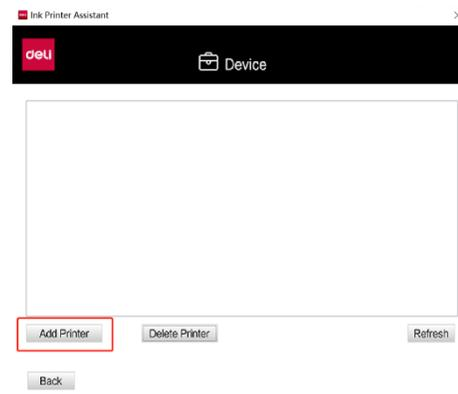 Ink Printer Assistant
deli
Device
Add Printer
Delete Printer
Refresh
Back